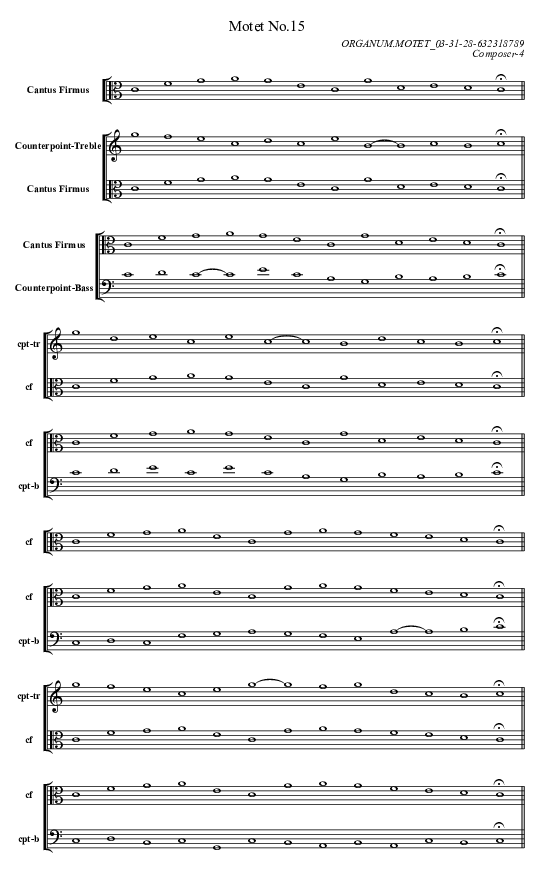 Motet No.15
ORGANUM.MOTET_03-31-28-632318789
Composer-4
Cantus Firmus
Counterpoint-Treble
Cantus Firmus
Cantus Firmus
Counterpoint-Bass
cpt-tr
cf
cf
cpt-b
cf
cf
cpt-b
cpt-tr
cf
cf
cpt-b